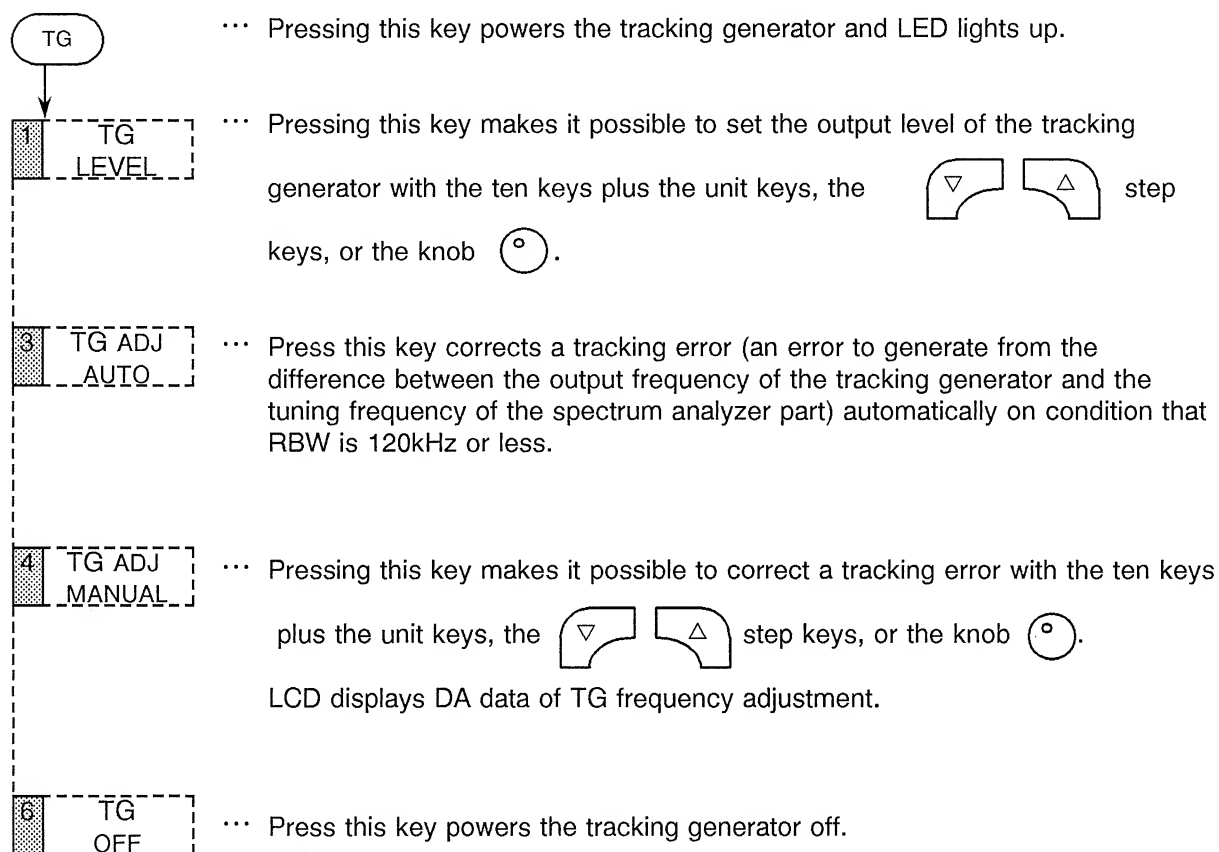 TG
··· Pressing this key powers the tracking generator and LED lights up.
1 TG
LEVEL
··· Pressing this key makes it possible to set the output level of the tracking
generator with the ten keys plus the unit keys, the ▽ △ step
keys, or the knob .
3 TG ADJ
AUTO
··· Press this key corrects a tracking error (an error to generate from the
difference between the output frequency of the tracking generator and the
tuning frequency of the spectrum analyzer part) automatically on condition that
RBW is 120kHz or less.
4 TG ADJ
MANUAL
··· Pressing this key makes it possible to correct a tracking error with the ten keys
plus the unit keys, the ▽ △ step keys, or the knob .
LCD displays DA data of TG frequency adjustment.
6 TG
OFF
··· Press this key powers the tracking generator off.